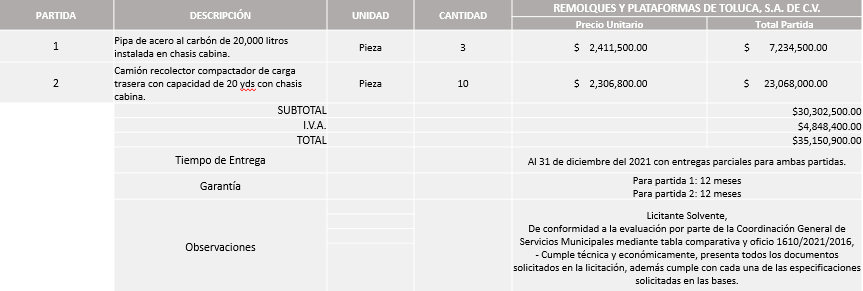 REMOLQUES Y PLATAFORMAS DE TOLUCA, S.A. DE C.V.
PARTIDA DESCRIPCIÓN UNIDAD CANTIDAD
Precio Unitario Total Partida
1 Pipa de acero al carbón de 20,000 litros instalada en chasis cabina. Pieza 3 $ 2,411,500.00 $ 7,234,500.00
2 Camión recolector compactador de carga trasera con capacidad de 20 yds con chasis cabina. Pieza 10 $ 2,306,800.00 $ 23,068,000.00
SUBTOTAL $30,302,500.00
I.V.A. $4,848,400.00
TOTAL $35,150,900.00
Tiempo de Entrega Al 31 de diciembre del 2021 con entregas parciales para ambas partidas.
Garantía
Para partida 1: 12 meses
Para partida 2: 12 meses
Observaciones
Licitante Solvente,
De conformidad a la evaluación por parte de la Coordinación General de
Servicios Municipales mediante tabla comparativa y oficio 1610/2021/2016,
- Cumple técnica y económicamente, presenta todos los documentos
solicitados en la licitación, además cumple con cada una de las especificaciones
solicitadas en las bases.